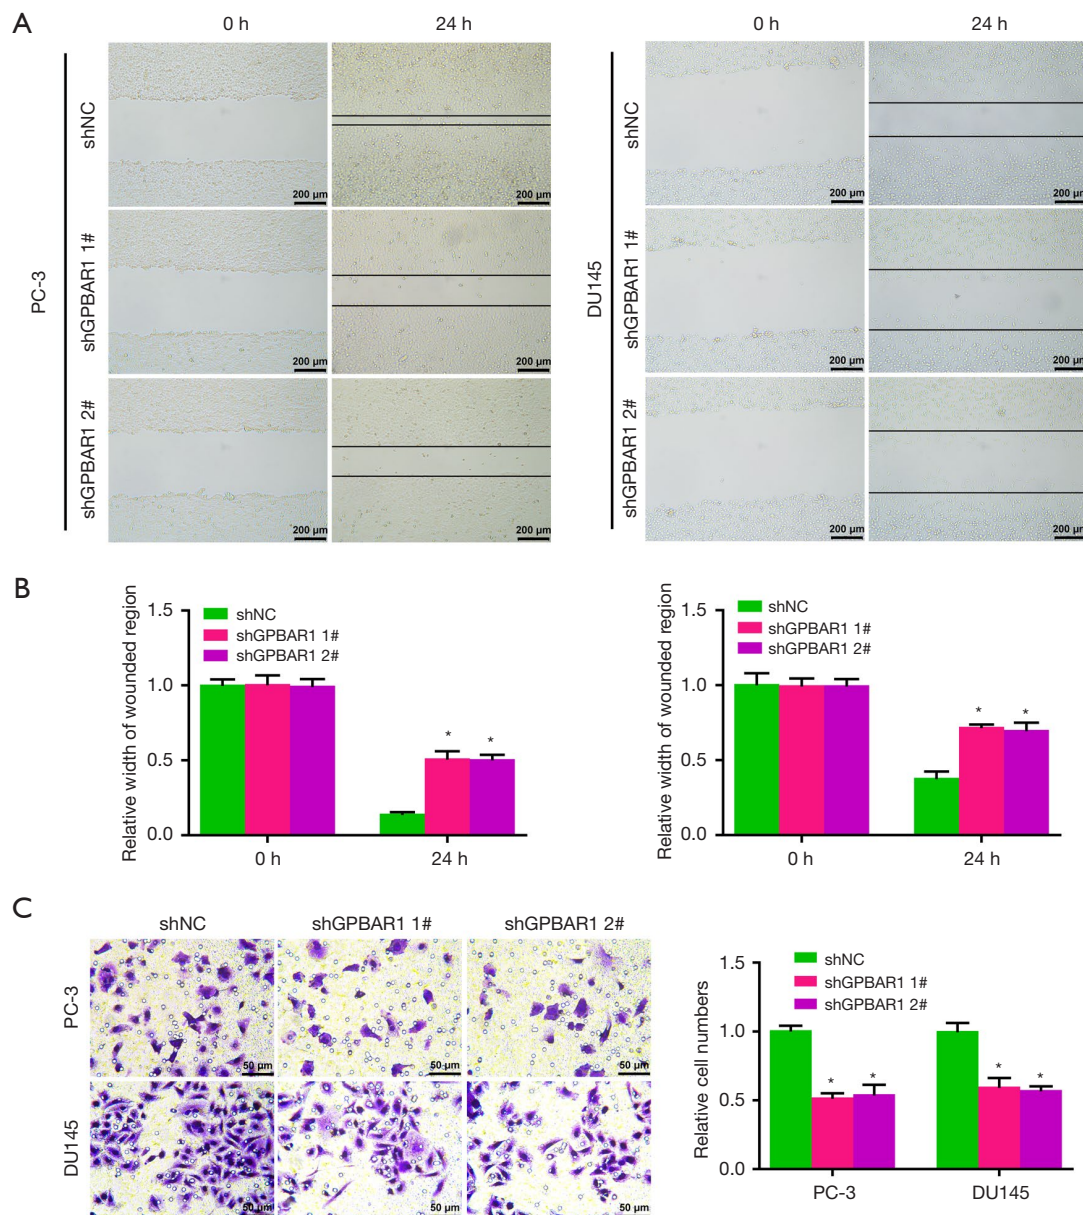 A
0 h
24 h
0 h
24 h
PC-3
shNC
shGPBAR1 1#
shGPBAR1 2#
200 µm
200 µm
200 µm
200 µm
200 µm
200 µm
DU145
shNC
shGPBAR1 1#
shGPBAR1 2#
200 µm
200 µm
200 µm
200 µm
200 µm
200 µm
B
Relative width of wounded region
1.5
1.0
0.5
0.0
shNC
shGPBAR1 1#
shGPBAR1 2#
* *
0 h
24 h
Relative width of wounded region
1.5
1.0
0.5
0.0
shNC
shGPBAR1 1#
shGPBAR1 2#
* *
0 h
24 h
C
shNC
shGPBAR1 1#
shGPBAR1 2#
PC-3
50 µm
50 µm
50 µm
DU145
50 µm
50 µm
50 µm
Relative cell numbers
1.5
1.0
0.5
0.0
shNC
shGPBAR1 1#
shGPBAR1 2#
* *
* *
PC-3
DU145